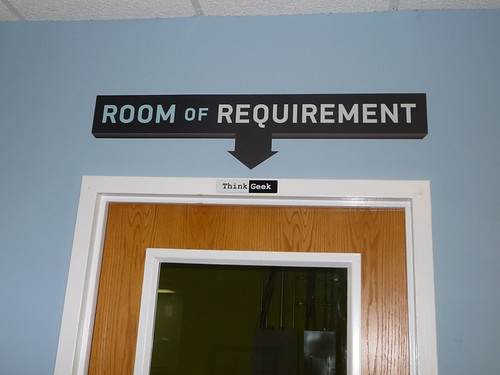 ROOM OF REQUIREMENT
ThinkGeek